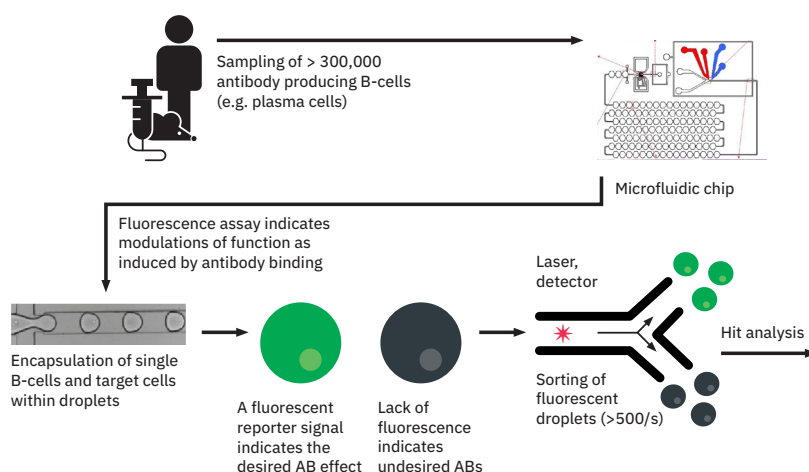 Sampling of > 300,000
antibody producing B-cells
(e.g. plasma cells)
Microfluidic chip
Fluorescence assay indicates
modulations of function as
induced by antibody binding
Encapsulation of single
B-cells and target cells
within droplets
A fluorescent
reporter signal
indicates the
desired AB effect
Lack of
fluorescence
indicates
undesired ABs
Laser,
detector
Sorting of
fluorescent
droplets (>500/s)
Hit analysis